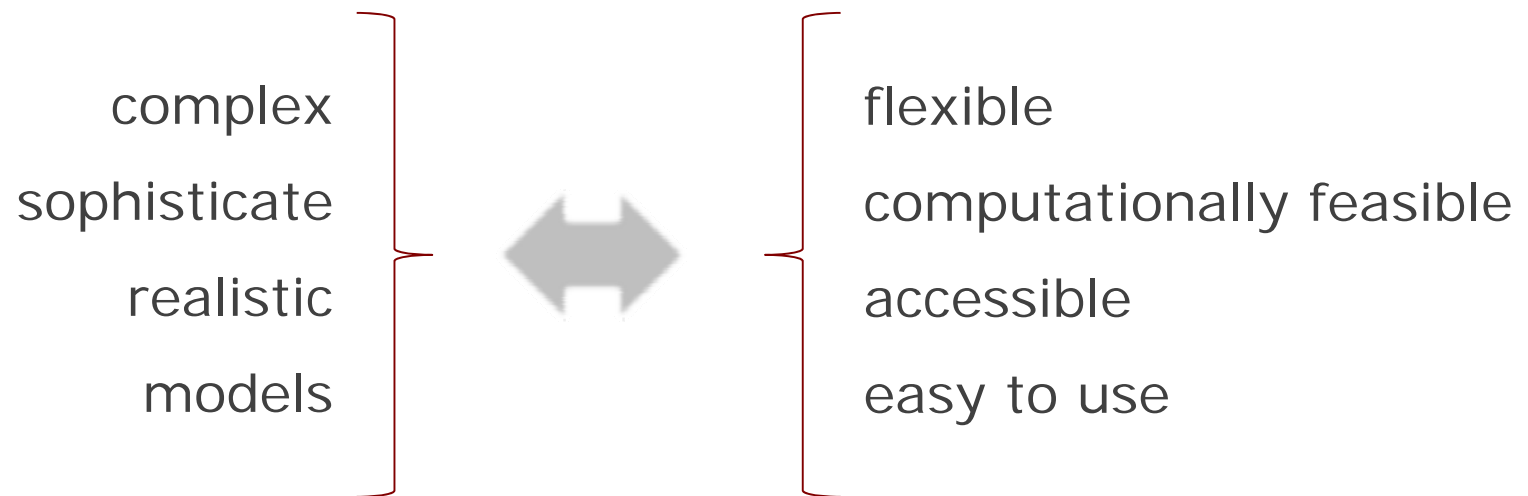 complex
sophisticate
realistic
models
flexible
computationally feasible
accessible
easy to use